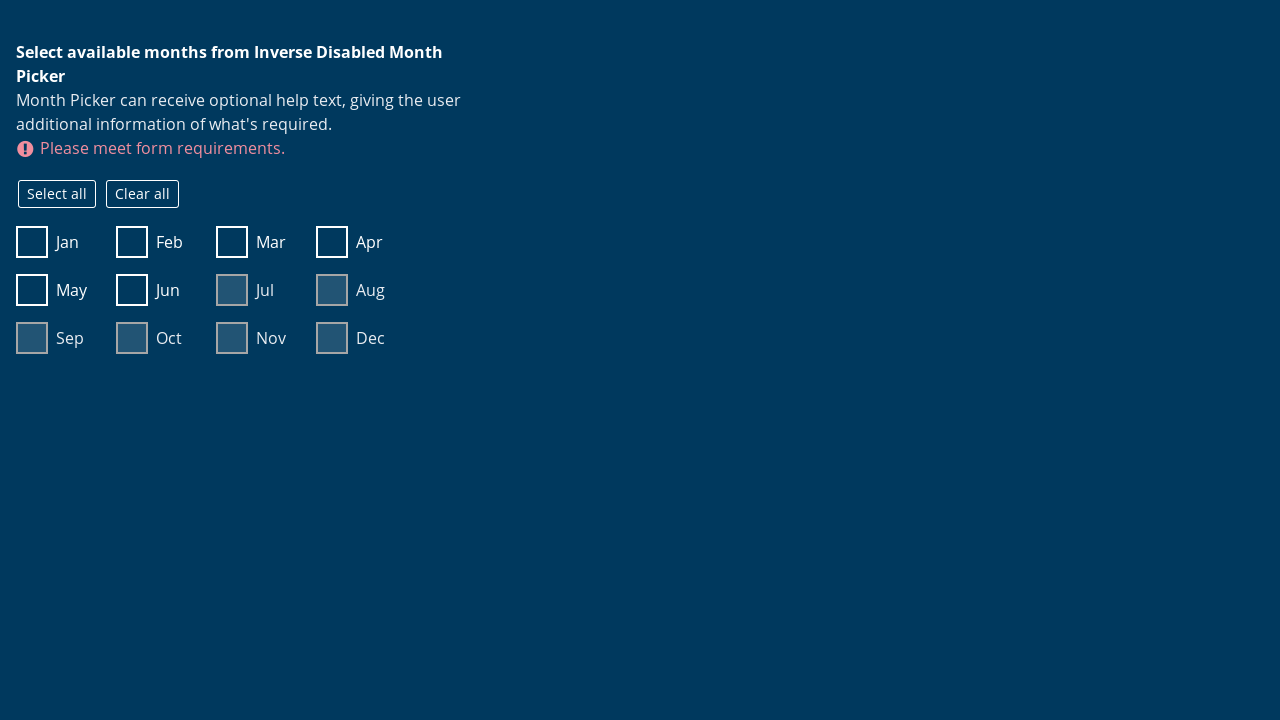 Select available months from Inverse Disabled Month
Picker
Month Picker can receive optional help text, giving the user
additional information of what's required.
Please meet form requirements.
Select all Clear all
Jan Feb Mar Apr
May Jun Jul Aug
Sep Oct Nov Dec